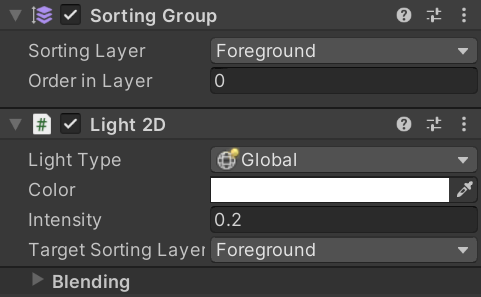 Sorting Group
Sorting Layer Foreground
Order in Layer 0
Light 2D
Light Type Global
Color
Intensity 0.2
Target Sorting Layer Foreground
Blending